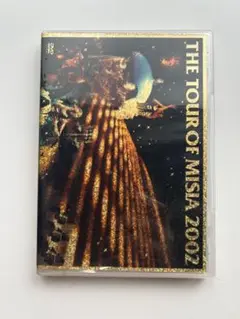 THE TOUR OF MISIA 2002